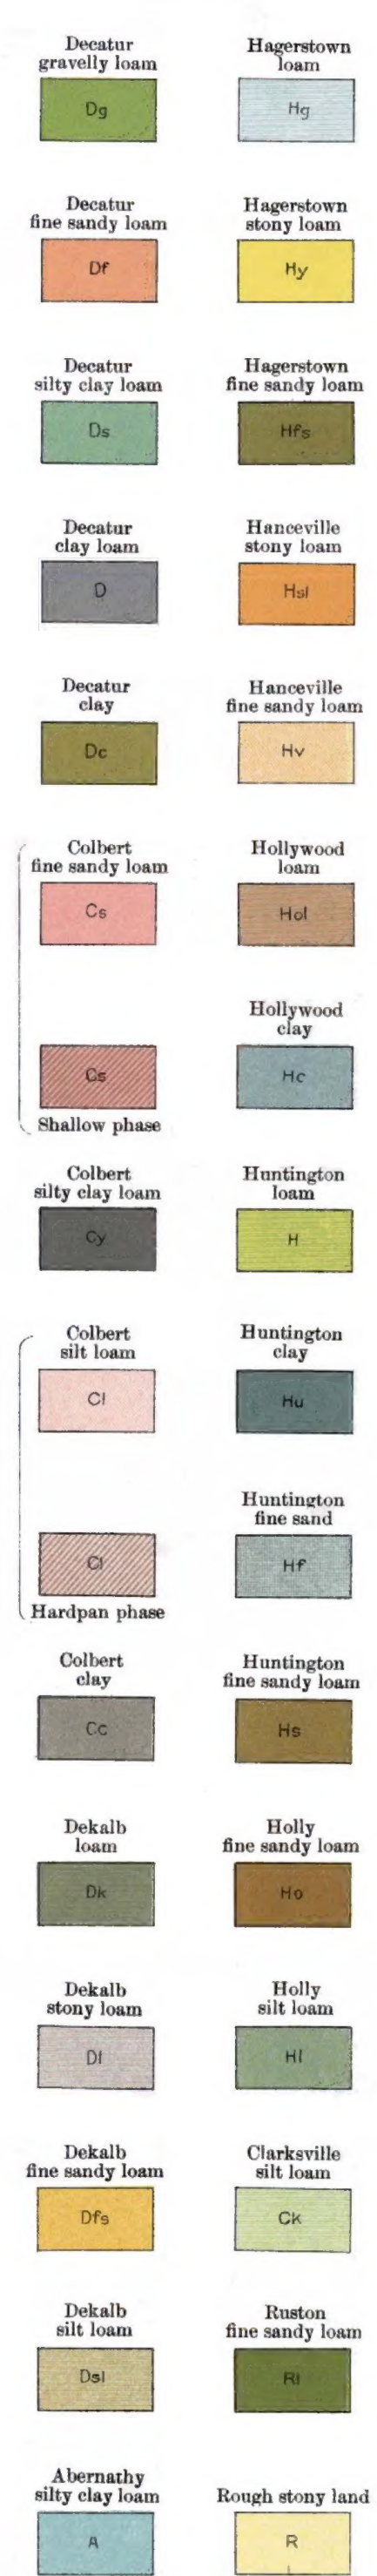 Decatur
gravelly loam
Dg
Decatur
fine sandy loam
Df
Decatur
silty clay loam
Ds
Decatur
clay loam
D
Decatur
clay
Dc
Colbert
fine sandy loam
Cs
Cs
Shallow phase
Colbert
silty clay loam
Cy
Colbert
silt loam
Cl
Cl
Hardpan phase
Colbert
clay
Cc
Dekalb
loam
Dk
Dekalb
stony loam
Dl
Dekalb
fine sandy loam
Dfs
Dekalb
silt loam
Dsl
Abernathy
silty clay loam
A
Hagerstown
loam
Hg
Hagerstown
stony loam
Hy
Hagerstown
fine sandy loam
Hfs
Hanceville
stony loam
Hsl
Hanceville
fine sandy loam
Hv
Hollywood
loam
Hol
Hollywood
clay
Hc
Huntington
loam
H
Huntington
clay
Hu
Huntington
fine sand
Hf
Huntington
fine sandy loam
Hs
Holly
fine sandy loam
Ho
Holly
silt loam
Hl
Clarksville
silt loam
Ck
Ruston
fine sandy loam
Rl
Rough stony land
R